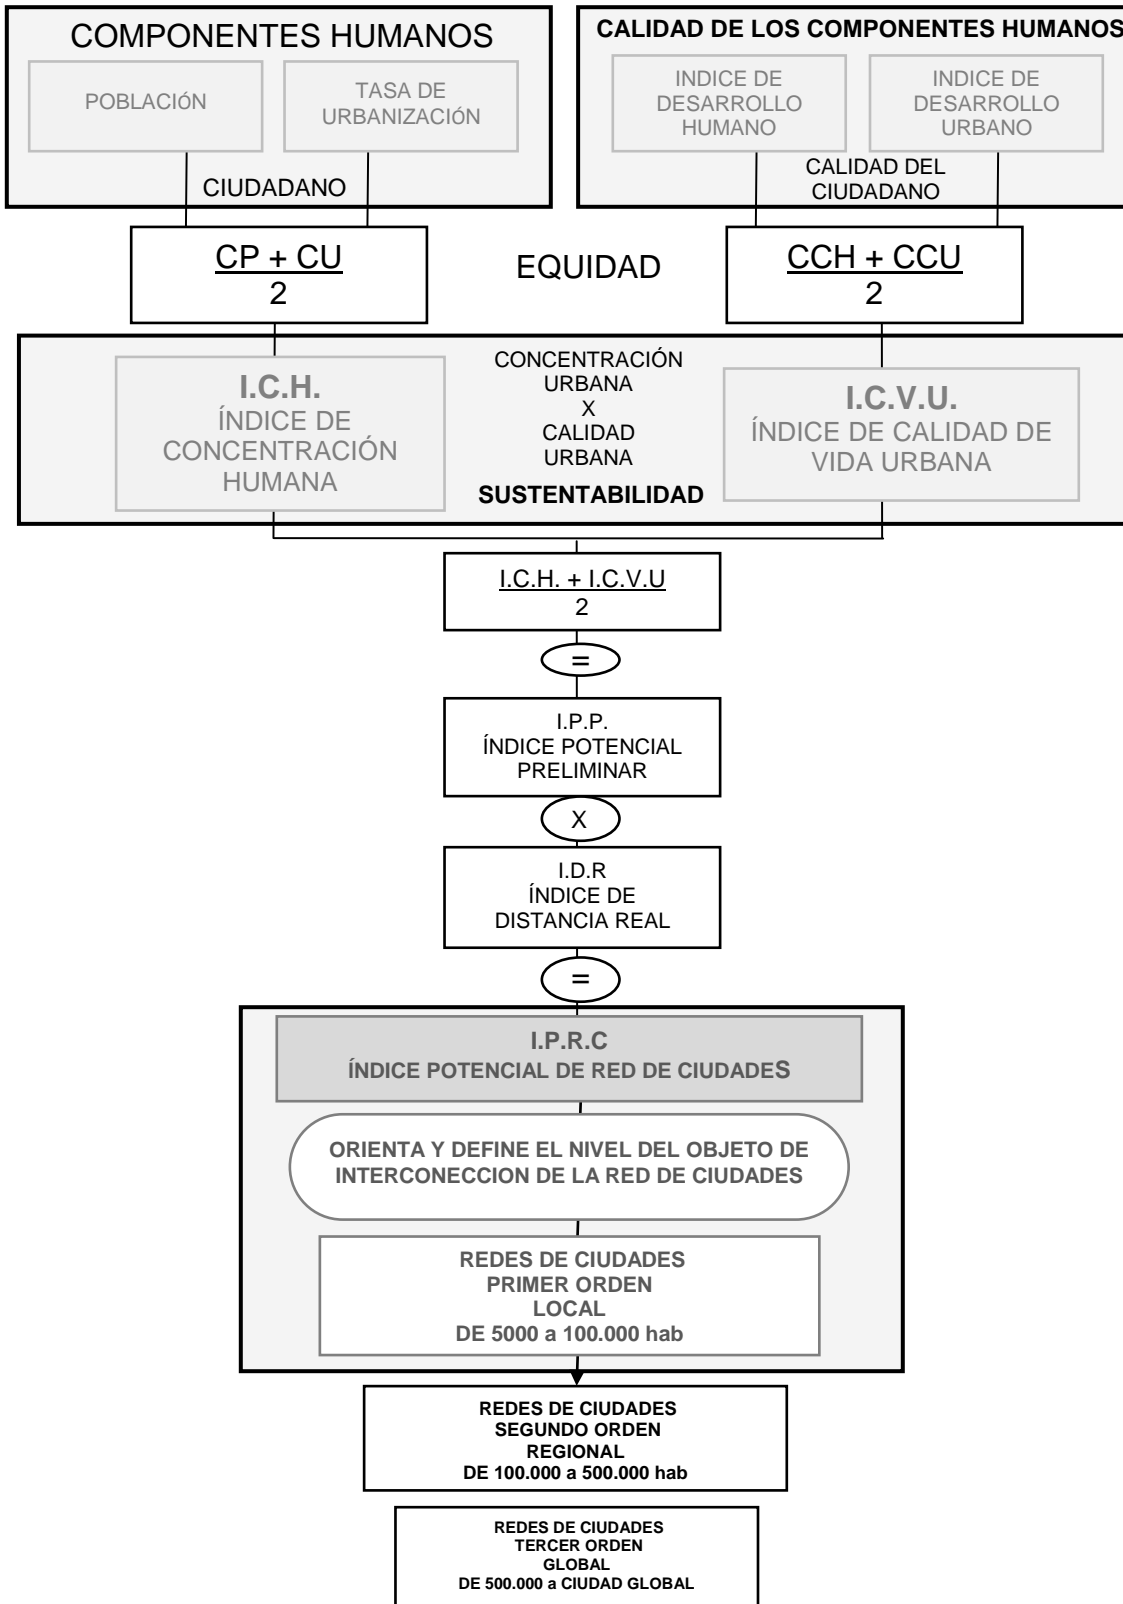 COMPONENTES HUMANOS
POBLACIÓN
TASA DE
URBANIZACIÓN
CIUDADANO
CALIDAD DE LOS COMPONENTES HUMANOS
INDICE DE
DESARROLLO
HUMANO
INDICE DE
DESARROLLO
URBANO
CALIDAD DEL
CIUDADANO
CP + CU
2
EQUIDAD
CCH + CCU
2
I.C.H.
ÍNDICE DE
CONCENTRACIÓN
HUMANA
CONCENTRACIÓN
URBANA
X
CALIDAD
URBANA
SUSTENTABILIDAD
I.C.V.U.
ÍNDICE DE CALIDAD DE
VIDA URBANA
I.C.H. + I.C.V.U
2
=
I.P.P.
ÍNDICE POTENCIAL
PRELIMINAR
X
I.D.R
ÍNDICE DE
DISTANCIA REAL
=
I.P.R.C
ÍNDICE POTENCIAL DE RED DE CIUDADES
ORIENTA Y DEFINE EL NIVEL DEL OBJETO DE
INTERCONECCION DE LA RED DE CIUDADES
REDES DE CIUDADES
PRIMER ORDEN
LOCAL
DE 5000 a 100.000 hab
REDES DE CIUDADES
SEGUNDO ORDEN
REGIONAL
DE 100.000 a 500.000 hab
REDES DE CIUDADES
TERCER ORDEN
GLOBAL
DE 500.000 a CIUDAD GLOBAL